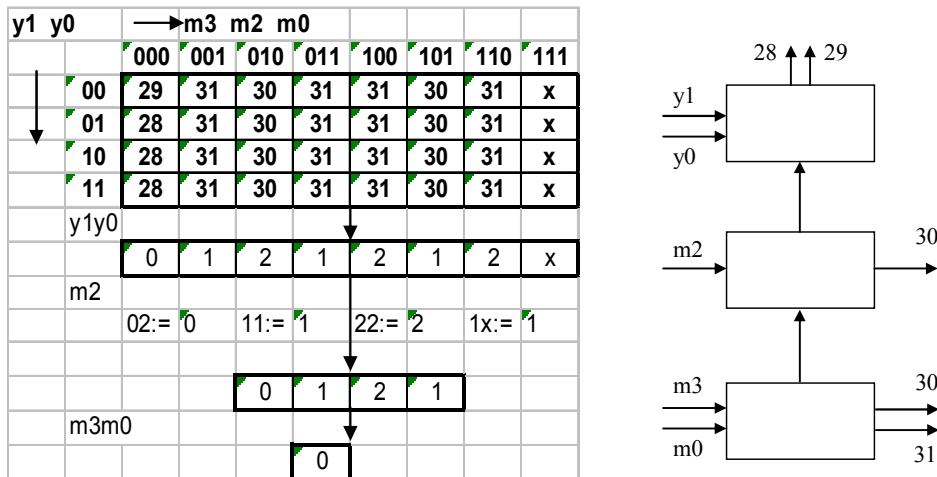 y1 y0 m3 m2 m0
000 001 010 011 100 101 110 111
00 29 31 30 31 31 30 31 x
01 28 31 30 31 31 30 31 x
10 28 31 30 31 31 30 31 x
11 28 31 30 31 31 30 31 x
y1y0
0 1 2 1 2 1 2 x
m2
02:= 0 11:= 1 22:= 2 1x:= 1
0 1 2 1
m3m0
0
28 29
y1
y0
m2
30
m3
30
m0
31